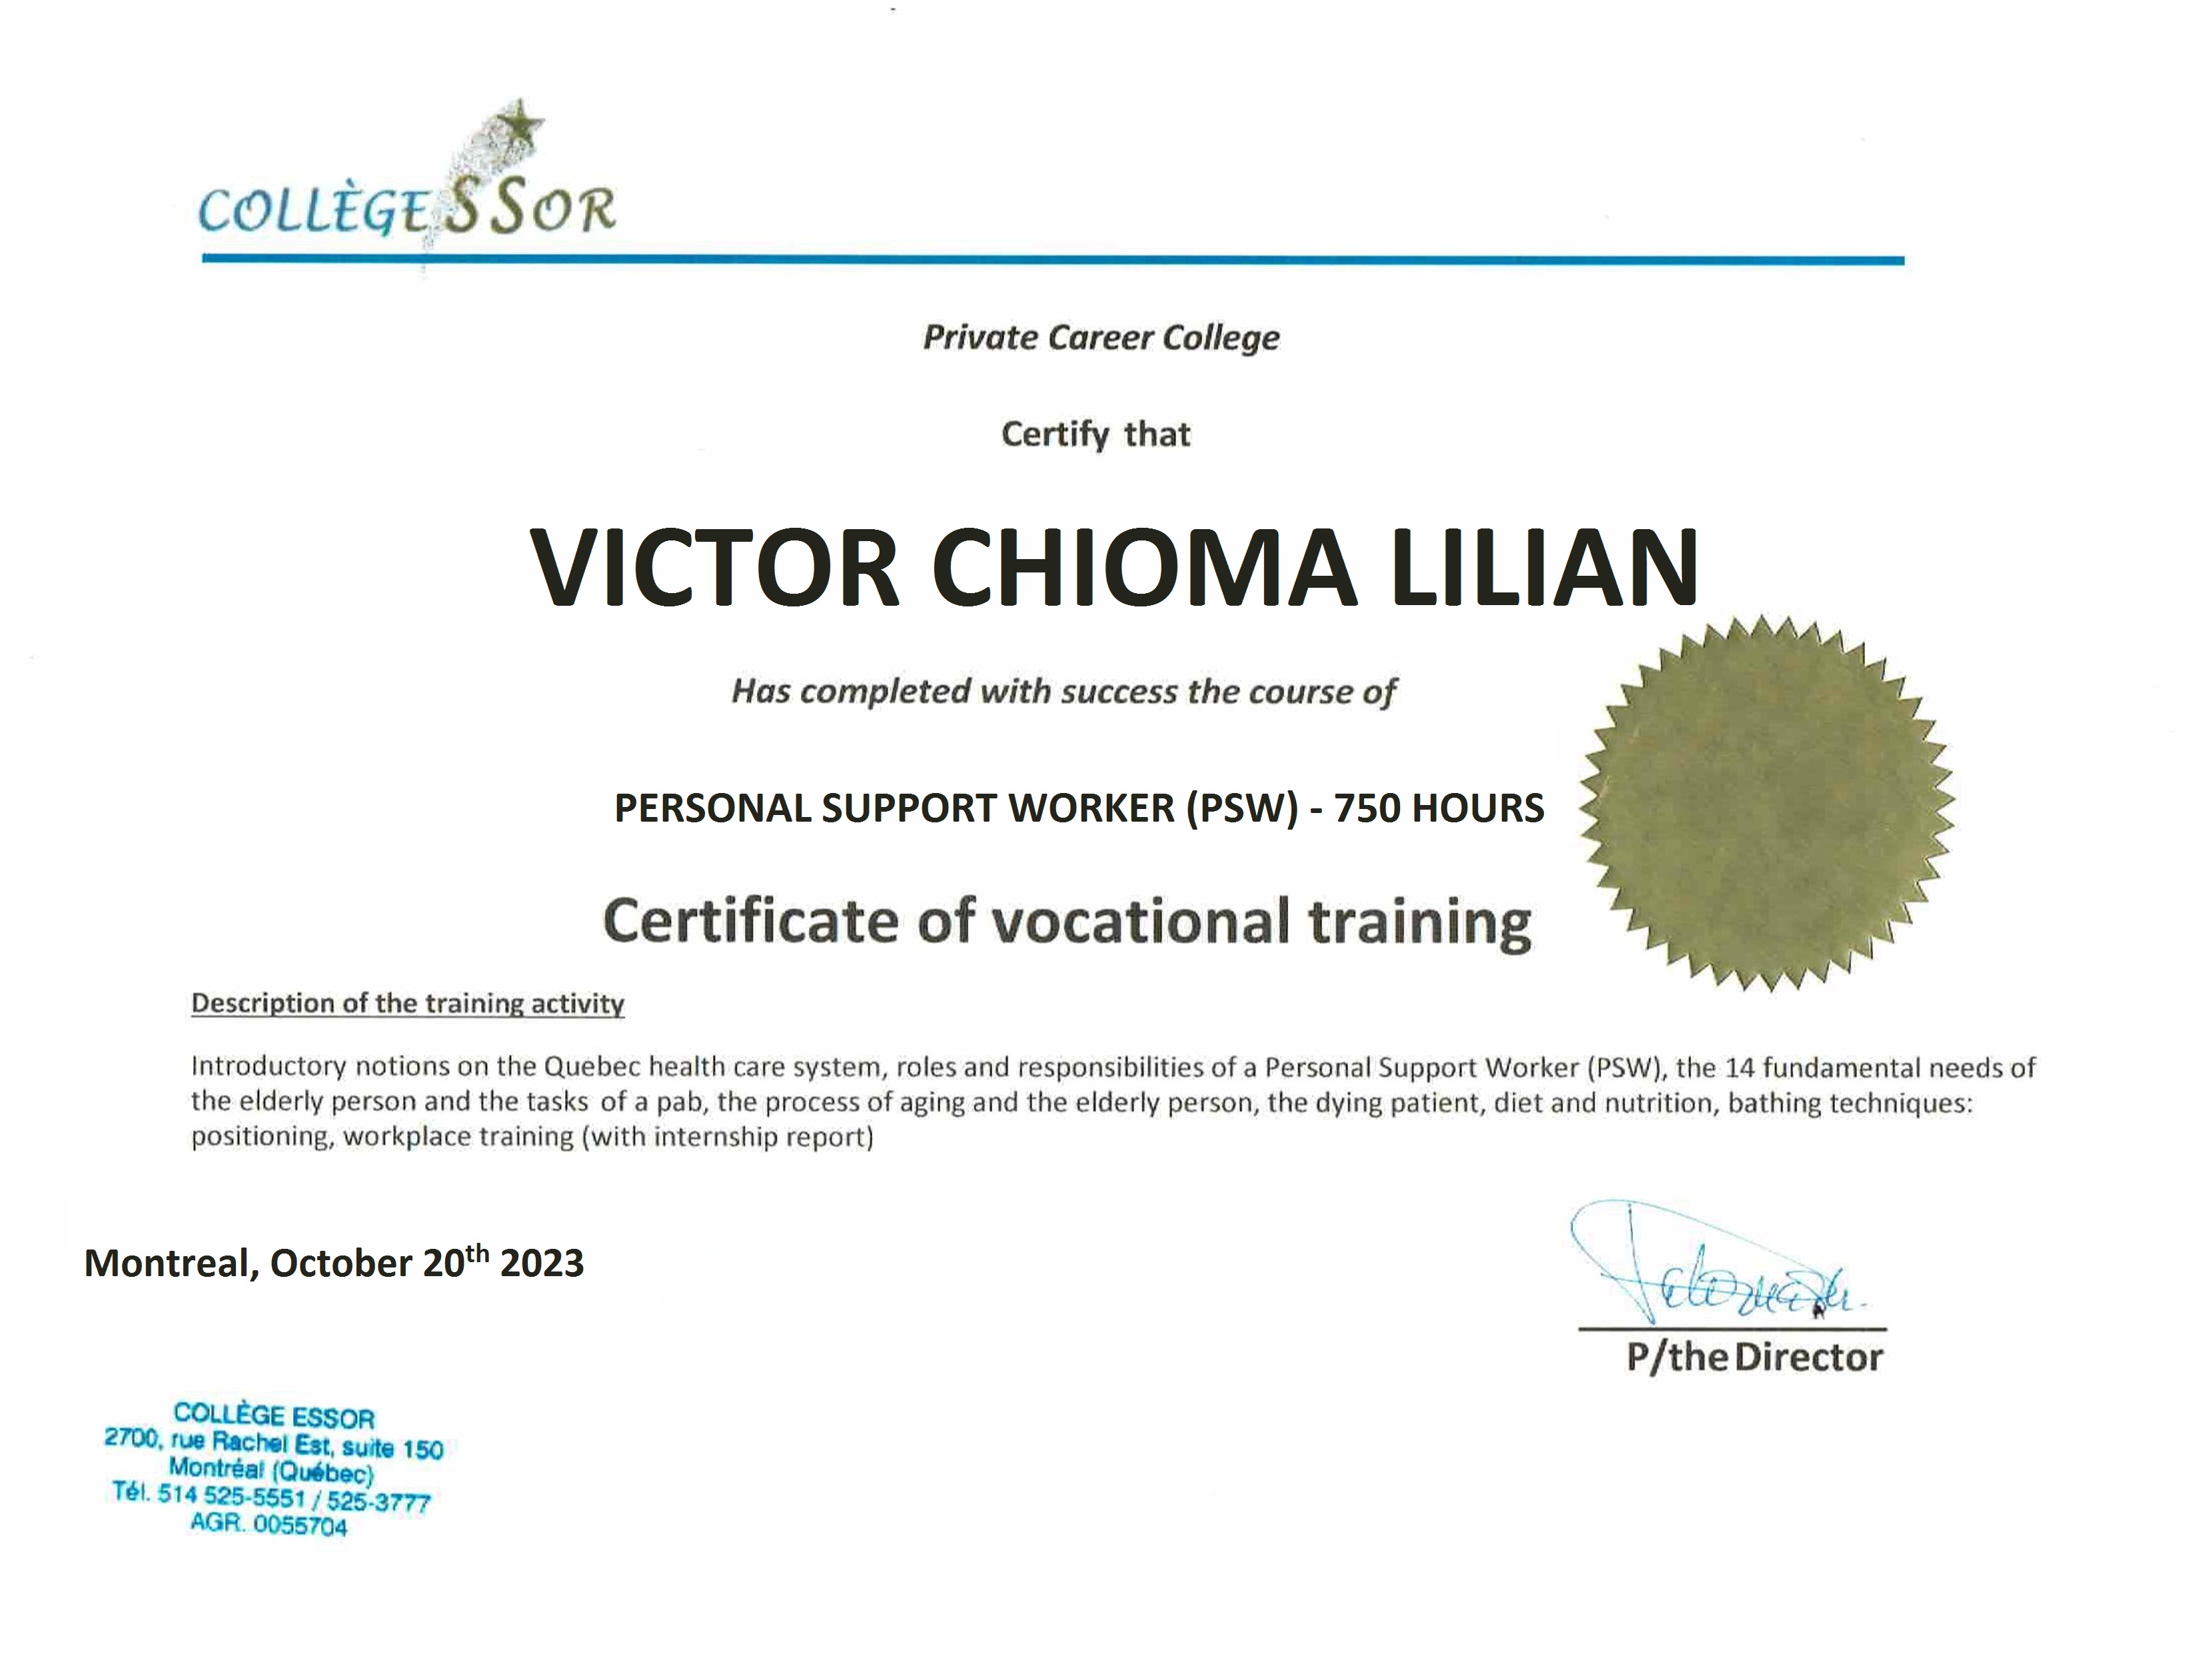 COLLÈGE ESSOR
Private Career College
Certify that
VICTOR CHIOMA LILIAN
Has completed with success the course of
PERSONAL SUPPORT WORKER (PSW) - 750 HOURS
Certificate of vocational training
Description of the training activity
Introductory notions on the Quebec health care system, roles and responsibilities of a Personal Support Worker (PSW), the 14 fundamental needs of
the elderly person and the tasks of a pab, the process of aging and the elderly person, the dying patient, diet and nutrition, bathing techniques:
positioning, workplace training (with internship report)
Montreal, October 20th 2023
P/the Director
COLLÈGE ESSOR
2700, rue Rachel Est, suite 150
Montréal (Québec)
Tél. 514 525-5551 / 525-3777
AGR. 0055704